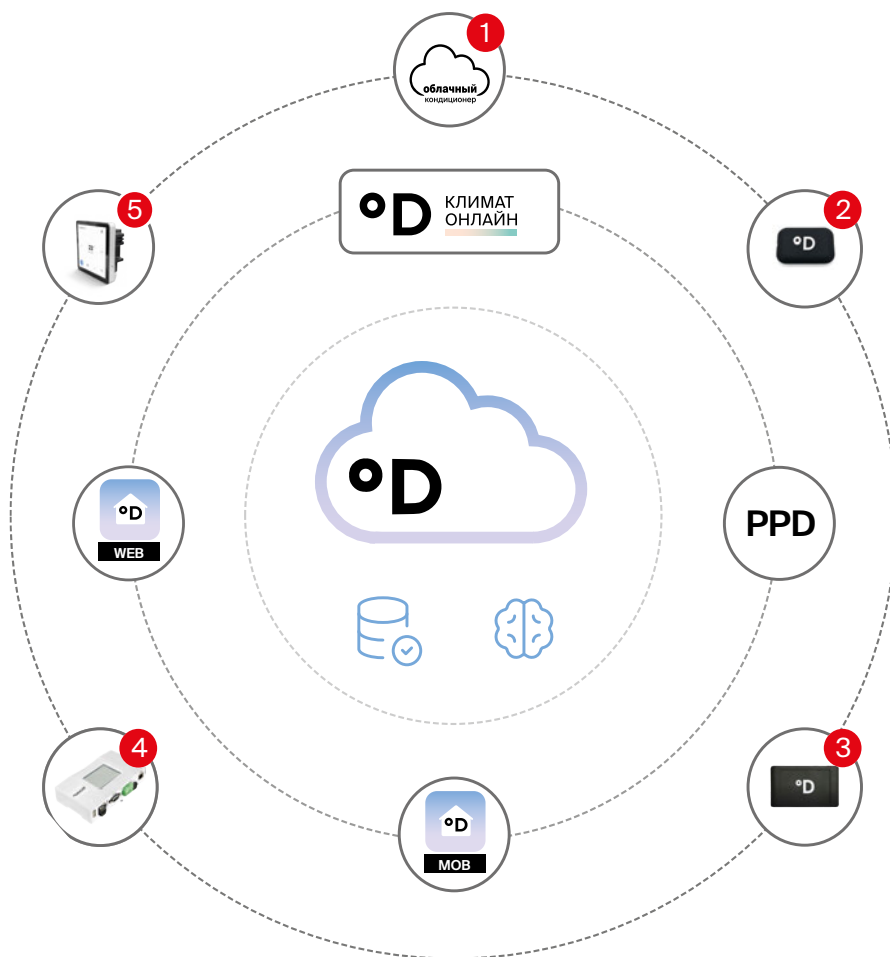 1
облачный
кондиционер
5
°D
КЛИМАТ
ОНЛАЙН
2
°D
°D
°D
WEB
PPD
4
3
°D
°D
MOB